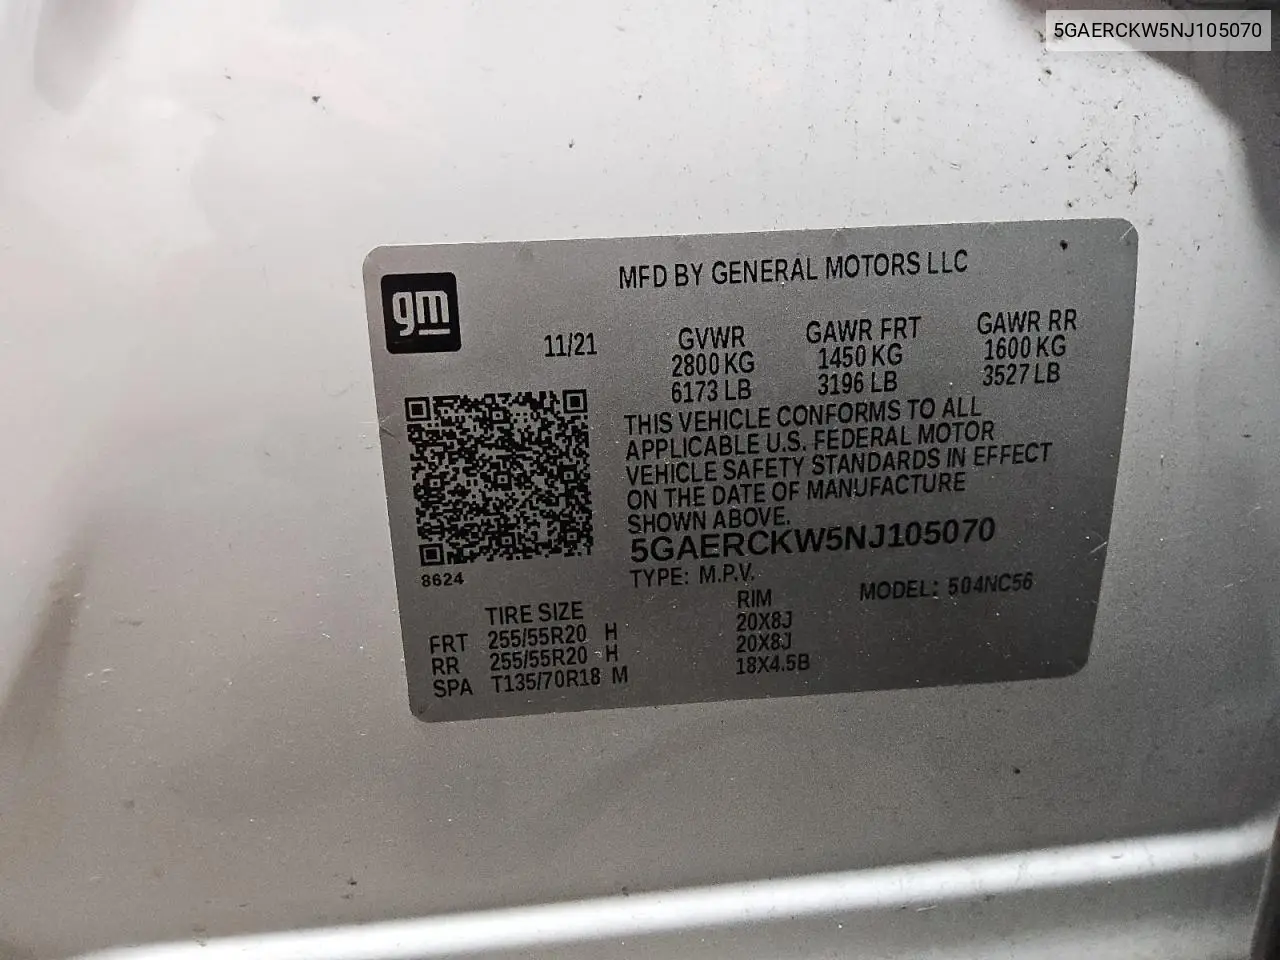 5GAERCKW5NJ105070
MFD BY GENERAL MOTORS LLC
gm
11/21 GVWR GAWR FRT GAWR RR
2800 KG 1450 KG 1600 KG
6173 LB 3196 LB 3527 LB
THIS VEHICLE CONFORMS TO ALL
APPLICABLE U.S. FEDERAL MOTOR
VEHICLE SAFETY STANDARDS IN EFFECT
ON THE DATE OF MANUFACTURE
SHOWN ABOVE.
5GAERCKW5NJ105070
8624
TYPE: M.P.V. MODEL: 504NC56
TIRE SIZE RIM
FRT 255/55R20 H 20X8J
RR 255/55R20 H 20X8J
SPA T135/70R18 M 18X4.5B